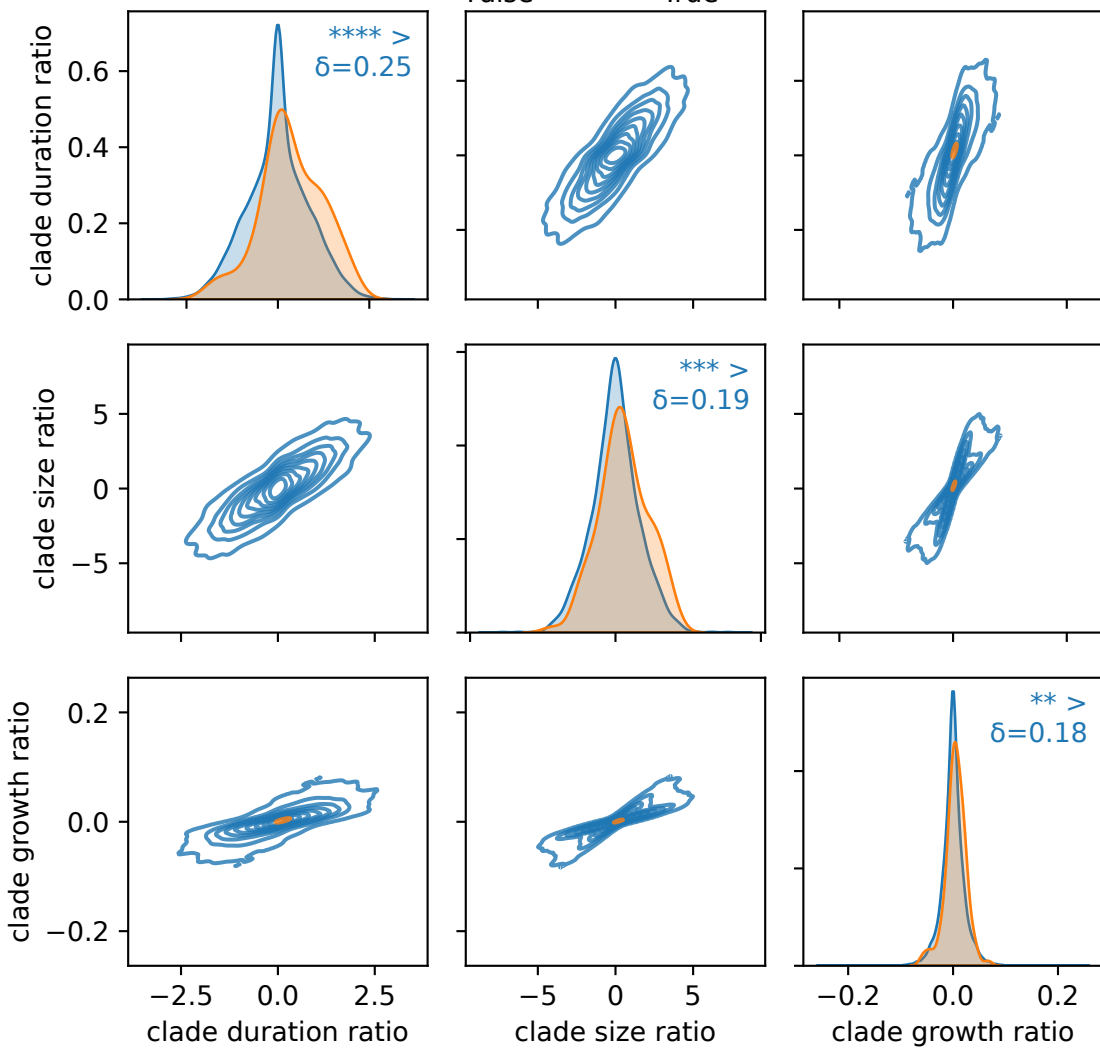 True
clade duration ratio
0.6
0.4
0.2
0.0
**** >
δ=0.25
clade size ratio
5
0
−5
*** >
δ=0.19
clade growth ratio
0.2
0.0
−0.2
** >
δ=0.18
−2.5 0.0 2.5
−5 0 5
−0.2 0.0 0.2
clade duration ratio
clade size ratio
clade growth ratio